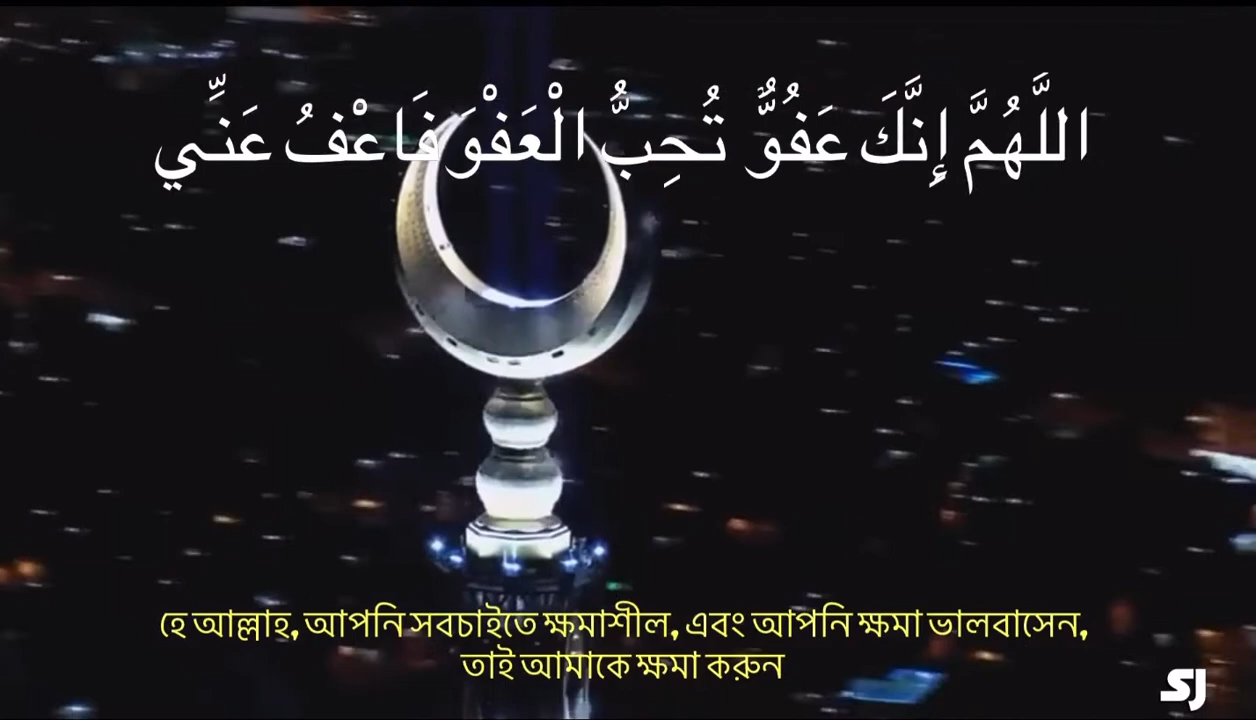 اللَّهُمَّ إِنَّكَ عَفُوٌّ تُحِبُّ الْعَفْوَ فَاعْفُ عَنِّي
হে আল্লাহ, আপনি সবচাইতে ক্ষমাশীল, এবং আপনি ক্ষমা ভালবাসেন,
তাই আমাকে ক্ষমা করুন
SJ